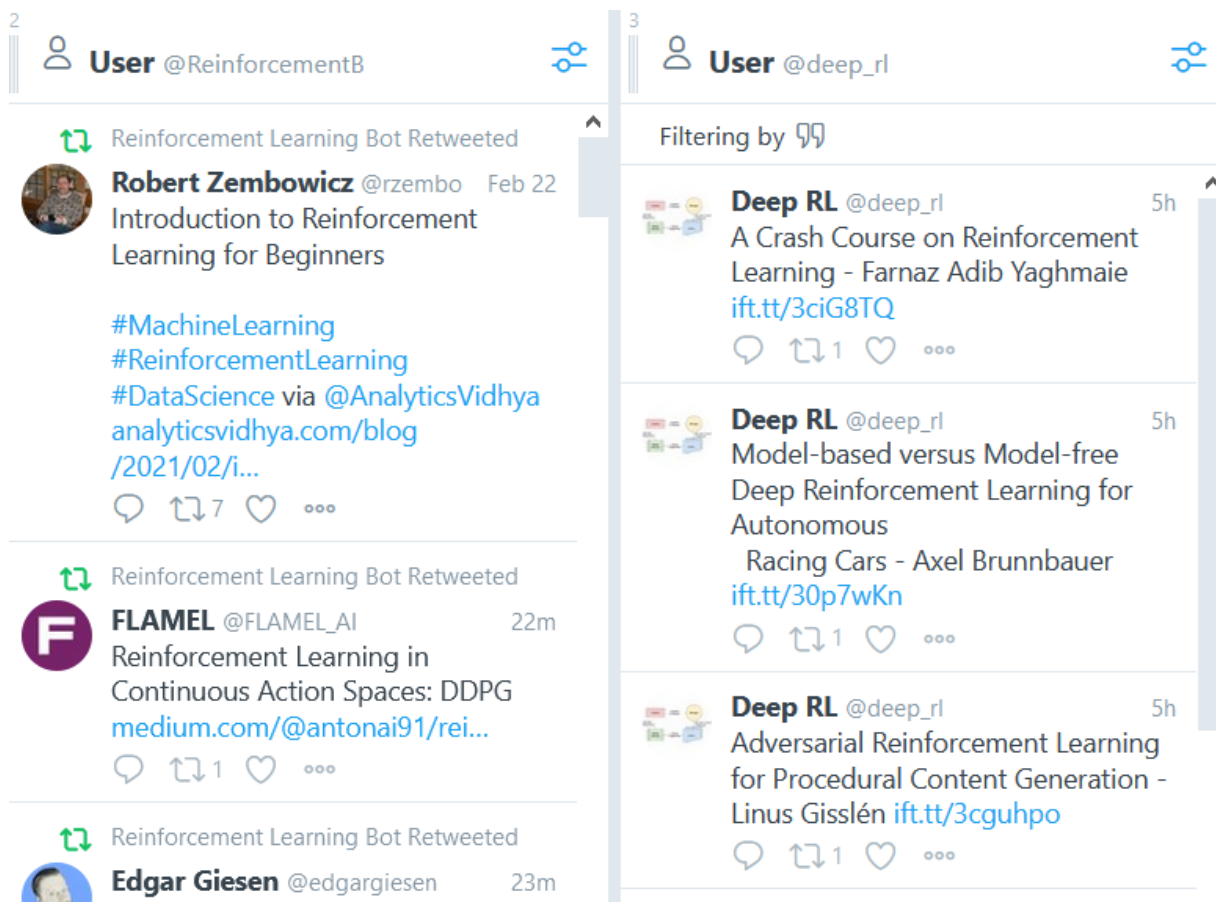 2
User @ReinforcementB
Reinforcement Learning Bot Retweeted
Robert Zembowicz @rzembo Feb 22
Introduction to Reinforcement
Learning for Beginners
#MachineLearning
#ReinforcementLearning
#DataScience via @AnalyticsVidhya
analyticsvidhya.com/blog
/2021/02/i...
7
Reinforcement Learning Bot Retweeted
F
FLAMEL @FLAMEL_AI 22m
Reinforcement Learning in
Continuous Action Spaces: DDPG
medium.com/@antonai91/rei...
1
Reinforcement Learning Bot Retweeted
Edgar Giesen @edgargiesen 23m
3
User @deep_rl
Filtering by
Deep RL @deep_rl 5h
A Crash Course on Reinforcement
Learning - Farnaz Adib Yaghmaie
ift.tt/3ciG8TQ
1
Deep RL @deep_rl 5h
Model-based versus Model-free
Deep Reinforcement Learning for
Autonomous
Racing Cars - Axel Brunnbauer
ift.tt/30p7wKn
1
Deep RL @deep_rl 5h
Adversarial Reinforcement Learning
for Procedural Content Generation -
Linus Gisslén ift.tt/3cguhpo
1